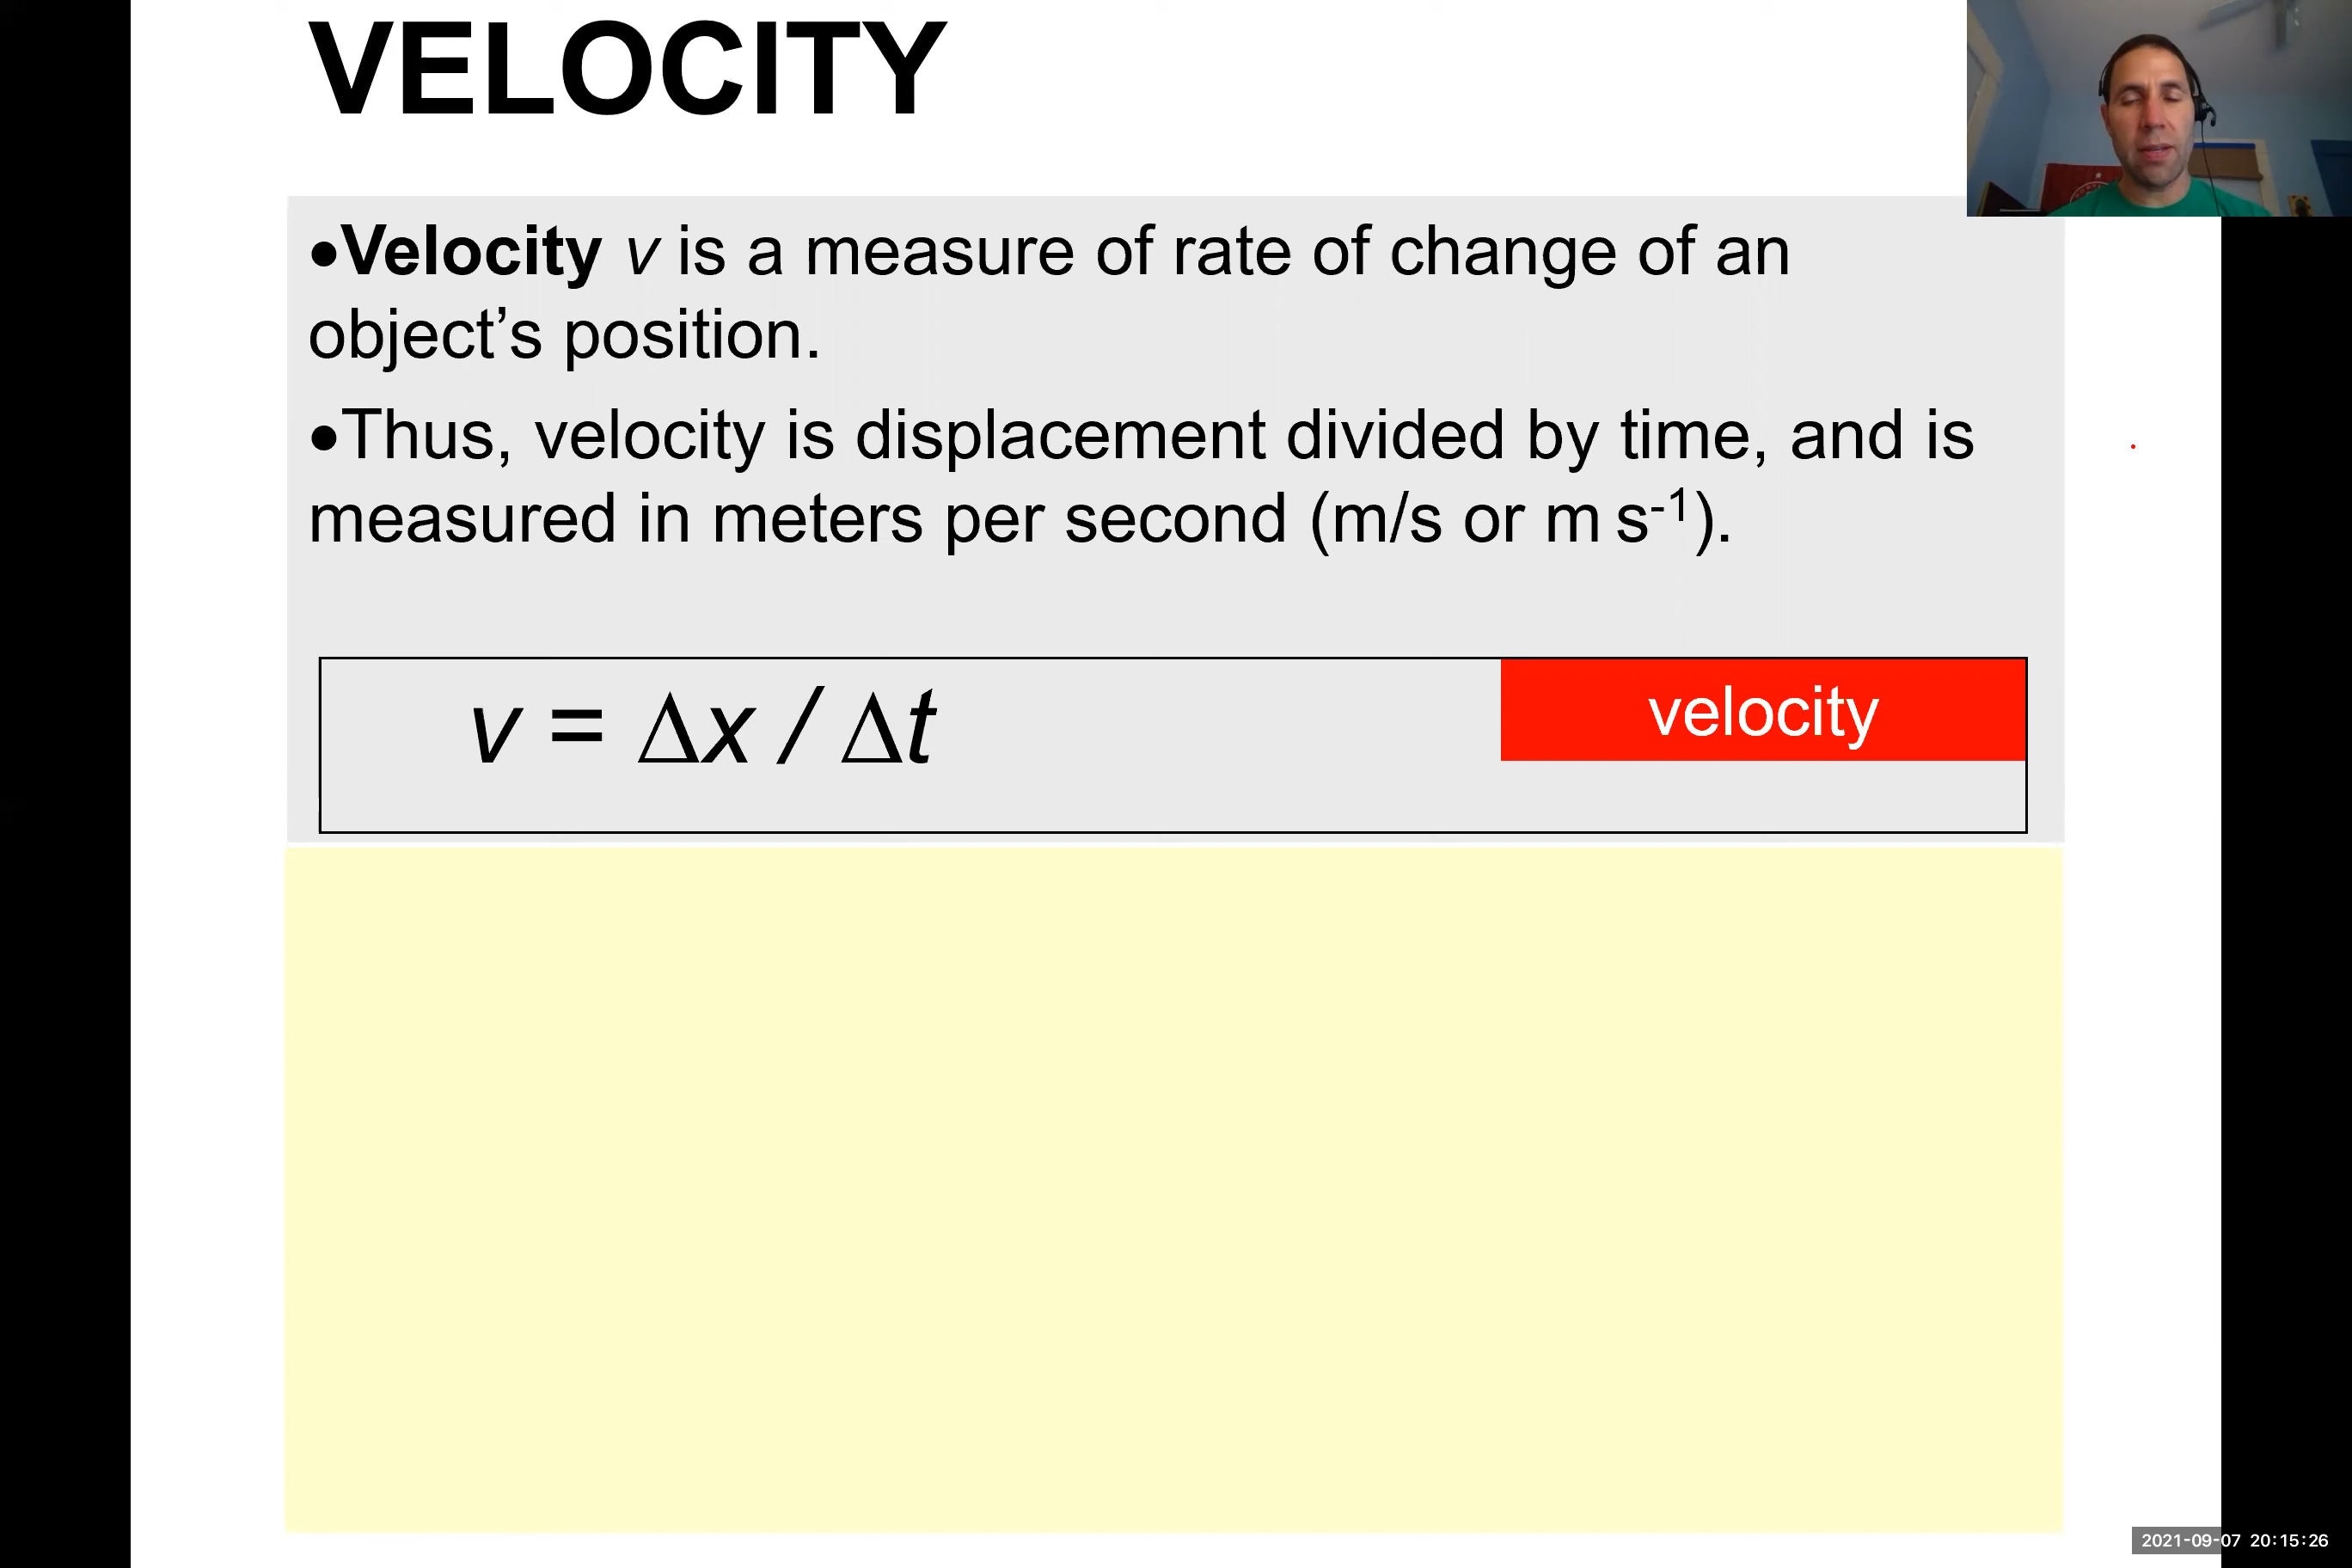 VELOCITY
•Velocity v is a measure of rate of change of an
object’s position.
•Thus, velocity is displacement divided by time, and is
measured in meters per second (m/s or m s⁻¹).
v = Δx / Δt
velocity
2021-09-07 20:15:26